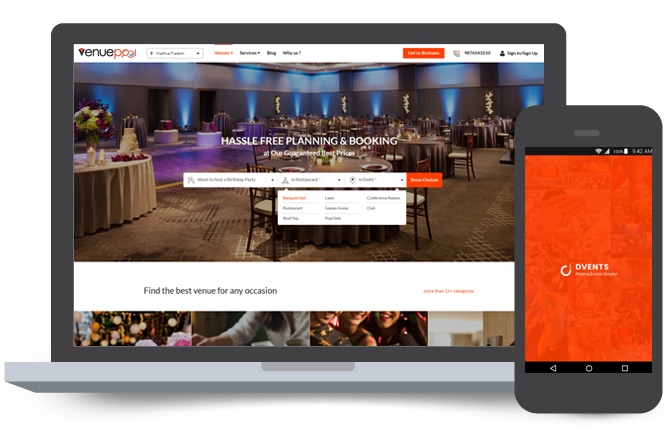 Venuepool
Madhya Pradesh
Venues Services Blog Why us ?
List'ur Business
9876543210
Sign In/Sign Up
HASSLE FREE PLANNING & BOOKING
at Our Guaranteed Best Prices
Want to host a Birthday Party
in Restaurant *
in Delhi *
Show Choices
Banquet Hall Lawn Conference Rooms
Restaurant Games Arena Club
Roof Top Pool Side
Find the best venue for any occasion
more than 11+ categories
100% 9:42 AM
DVENTS
Making Events Simpler